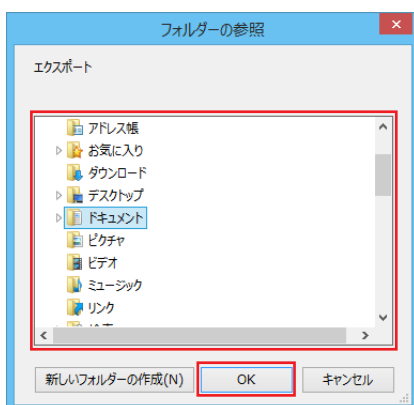 フォルダーの参照
エクスポート
アドレス帳
お気に入り
ダウンロード
デスクトップ
ドキュメント
ピクチャ
ビデオ
ミュージック
リンク
新しいフォルダーの作成(N)
OK
キャンセル